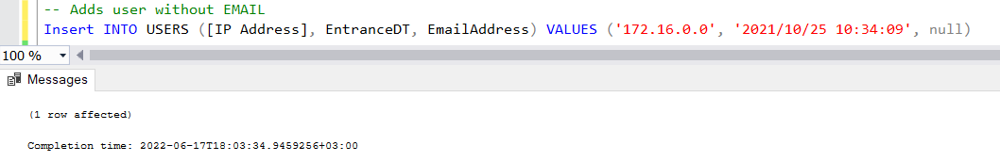 -- Adds user without EMAIL
Insert INTO USERS ([IP Address], EntranceDT, EmailAddress) VALUES ('172.16.0.0', '2021/10/25 10:34:09', null)
100 %
Messages
(1 row affected)
Completion time: 2022-06-17T18:03:34.9459256+03:00